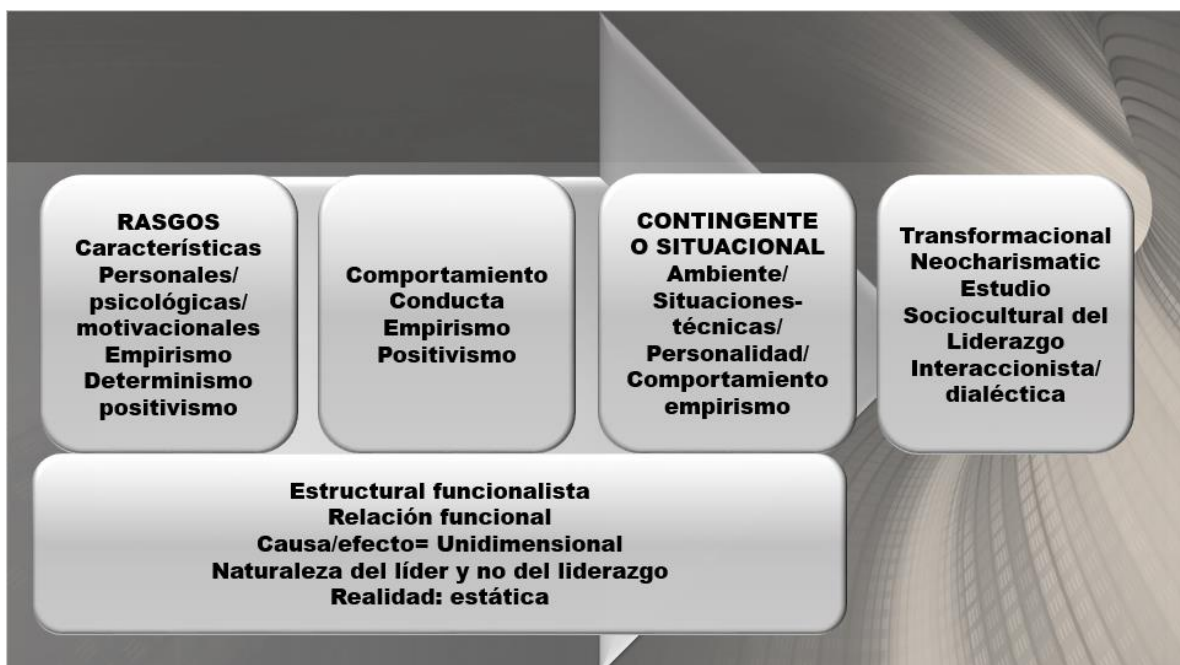 RASGOS
Características
Personales/
psicológicas/
motivacionales
Empirismo
Determinismo
positivismo
Comportamiento
Conducta
Empirismo
Positivismo
CONTINGENTE
O SITUACIONAL
Ambiente/
Situaciones-
técnicas/
Personalidad/
Comportamiento
empirismo
Transformacional
Neocharismatic
Estudio
Sociocultural del
Liderazgo
Interaccionista/
dialéctica
Estructural funcionalista
Relación funcional
Causa/efecto= Unidimensional
Naturaleza del líder y no del liderazgo
Realidad: estática